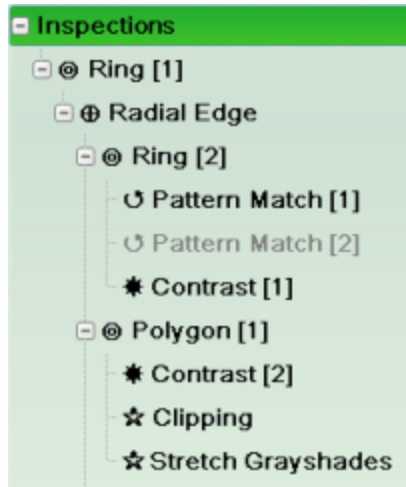 Inspections
Ring [1]
Radial Edge
Ring [2]
Pattern Match [1]
Pattern Match [2]
Contrast [1]
Polygon [1]
Contrast [2]
Clipping
Stretch Grayshades